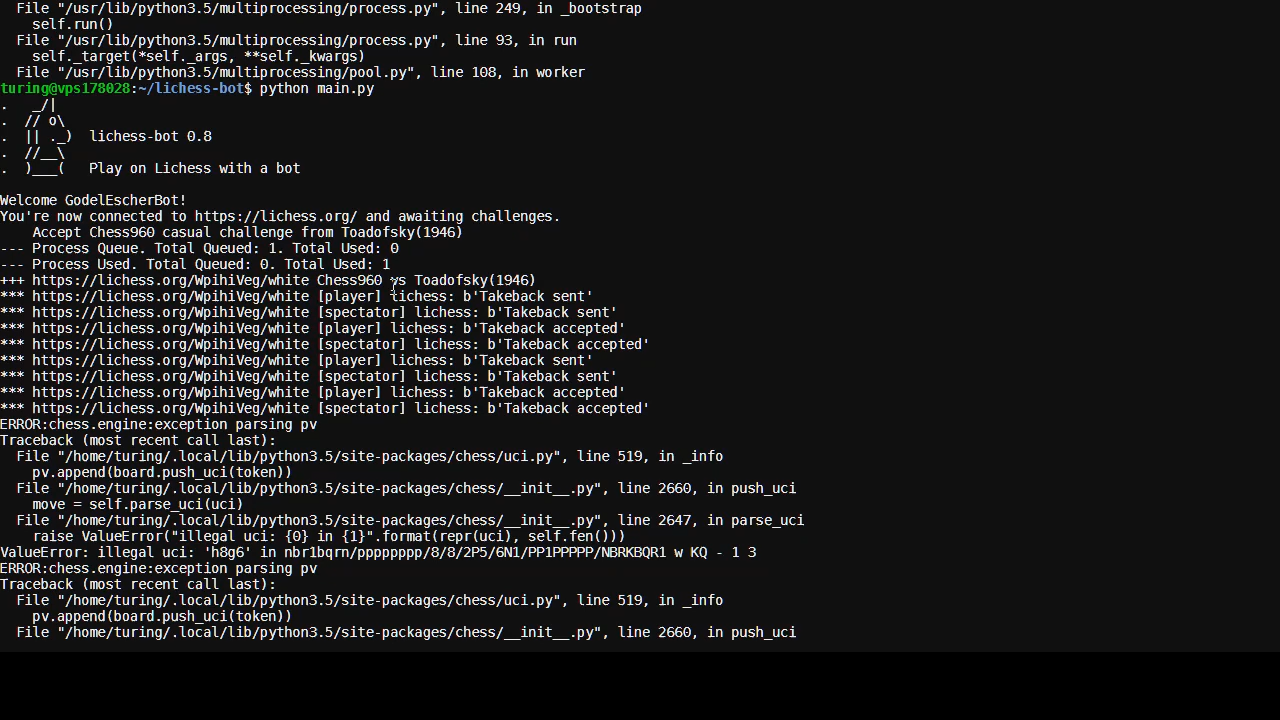 File "/usr/lib/python3.5/multiprocessing/process.py", line 249, in _bootstrap
    self.run()
  File "/usr/lib/python3.5/multiprocessing/process.py", line 93, in run
    self._target(*self._args, **self._kwargs)
  File "/usr/lib/python3.5/multiprocessing/pool.py", line 108, in worker
turing@vps178028:~/lichess-bot$ python main.py
.   _/|
.  // o\
.  || ._)  lichess-bot 0.8
.  //__\
.  )___(   Play on Lichess with a bot

Welcome GodelEscherBot!
You're now connected to https://lichess.org/ and awaiting challenges.
    Accept Chess960 casual challenge from Toadofsky(1946)
--- Process Queue. Total Queued: 1. Total Used: 0
--- Process Used. Total Queued: 0. Total Used: 1
+++ https://lichess.org/WpihiVeg/white Chess960 vs Toadofsky(1946)
*** https://lichess.org/WpihiVeg/white [player] lichess: b'Takeback sent'
*** https://lichess.org/WpihiVeg/white [spectator] lichess: b'Takeback sent'
*** https://lichess.org/WpihiVeg/white [player] lichess: b'Takeback accepted'
*** https://lichess.org/WpihiVeg/white [spectator] lichess: b'Takeback accepted'
*** https://lichess.org/WpihiVeg/white [player] lichess: b'Takeback sent'
*** https://lichess.org/WpihiVeg/white [spectator] lichess: b'Takeback sent'
*** https://lichess.org/WpihiVeg/white [player] lichess: b'Takeback accepted'
*** https://lichess.org/WpihiVeg/white [spectator] lichess: b'Takeback accepted'
ERROR:chess.engine:exception parsing pv
Traceback (most recent call last):
  File "/home/turing/.local/lib/python3.5/site-packages/chess/uci.py", line 519, in _info
    pv.append(board.push_uci(token))
  File "/home/turing/.local/lib/python3.5/site-packages/chess/__init__.py", line 2660, in push_uci
    move = self.parse_uci(uci)
  File "/home/turing/.local/lib/python3.5/site-packages/chess/__init__.py", line 2647, in parse_uci
    raise ValueError("illegal uci: {0} in {1}".format(repr(uci), self.fen()))
ValueError: illegal uci: 'h8g6' in nbr1bqrn/pppppppp/8/8/2P5/6N1/PP1PPPPP/NBRKBQR1 w KQ - 1 3
ERROR:chess.engine:exception parsing pv
Traceback (most recent call last):
  File "/home/turing/.local/lib/python3.5/site-packages/chess/uci.py", line 519, in _info
    pv.append(board.push_uci(token))
  File "/home/turing/.local/lib/python3.5/site-packages/chess/__init__.py", line 2660, in push_uci